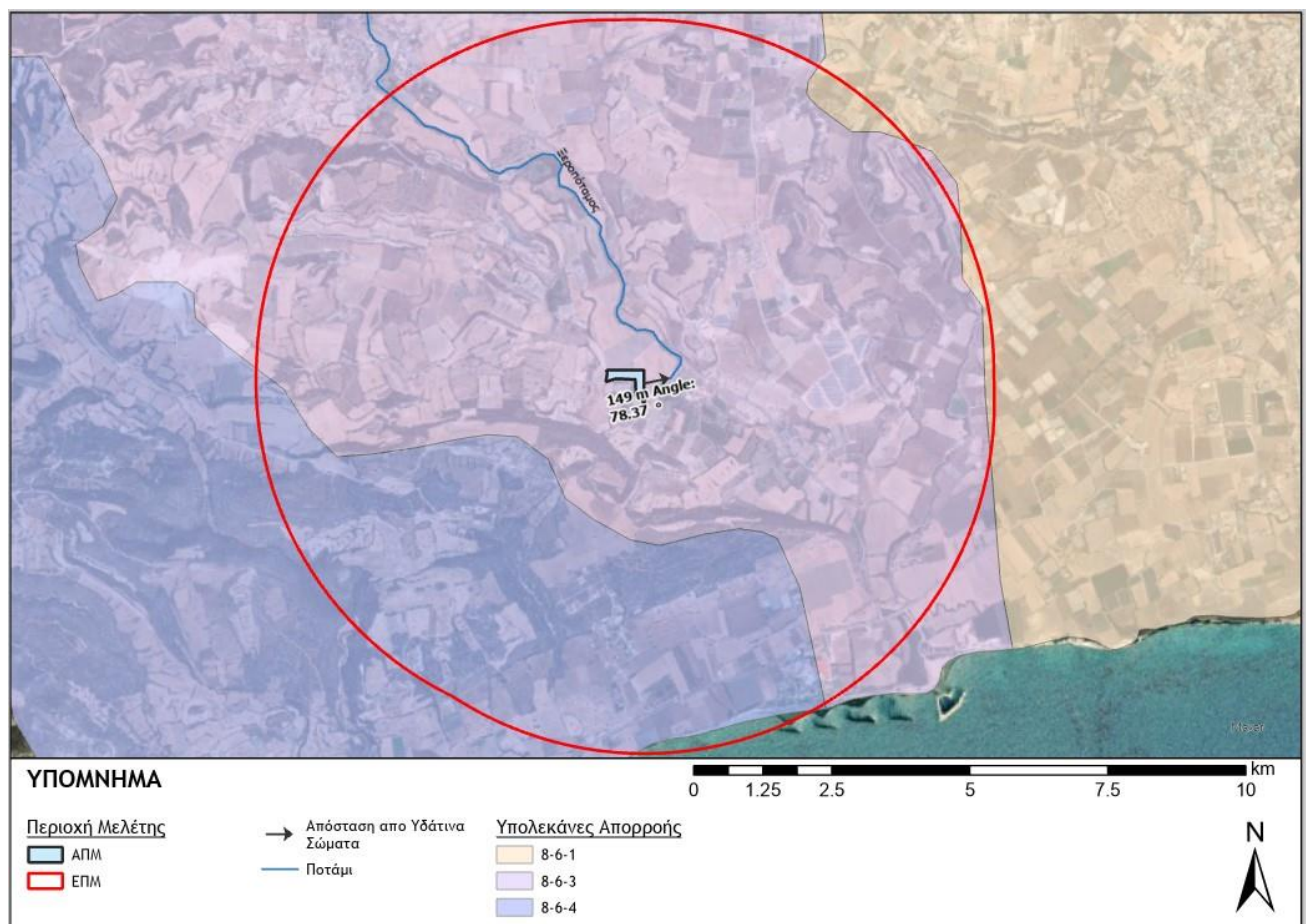 Ξεροπόταμος
149 m Angle:
78.37 °
ΥΠΟΜΝΗΜΑ
Περιοχή Μελέτης
ΑΠΜ
ΕΠΜ
Απόσταση απο Υδάτινα
Σώματα
Ποτάμι
Υπολεκάνες Απορροής
8-6-1
8-6-3
8-6-4
0 1.25 2.5 5 7.5 10 km
N